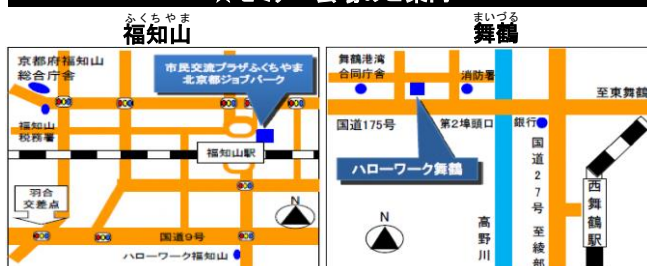 ふくちやま
福知山
京都府福知山
総合庁舎
市民交流プラザふくちやま
北京都ジョブパーク
福知山
税務署
福知山駅
羽合
交差点
N
国道9号
ハローワーク福知山
まいづる
舞鶴
舞鶴港湾
合同庁舎
消防署
至東舞鶴
国道175号
第2埠頭口
銀行
ハローワーク舞鶴
国道27号
至綾部
西舞鶴駅
高野川
N